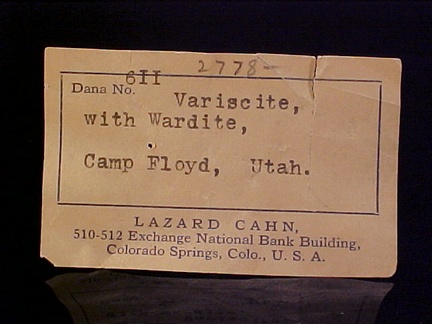 2778-
Dana No. 6II
Variscite,
with Wardite,
Camp Floyd, Utah.
LAZARD CAHN,
510-512 Exchange National Bank Building,
Colorado Springs, Colo., U. S. A.